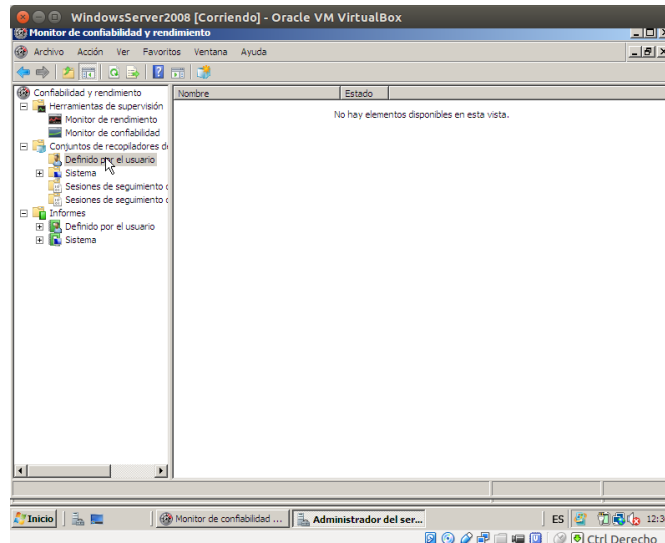 WindowsServer2008 [Corriendo] - Oracle VM VirtualBox
Monitor de confiabilidad y rendimiento
Archivo Acción Ver Favoritos Ventana Ayuda
Confiabilidad y rendimiento
Herramientas de supervisión
Monitor de rendimiento
Monitor de confiabilidad
Conjuntos de recopiladores d
Definido por el usuario
Sistema
Sesiones de seguimiento
Sesiones de seguimiento
Informes
Definido por el usuario
Sistema
Nombre Estado
No hay elementos disponibles en esta vista.
Inicio Monitor de confiabilidad ... Administrador del ser... ES 12:3
Ctrl Derecho